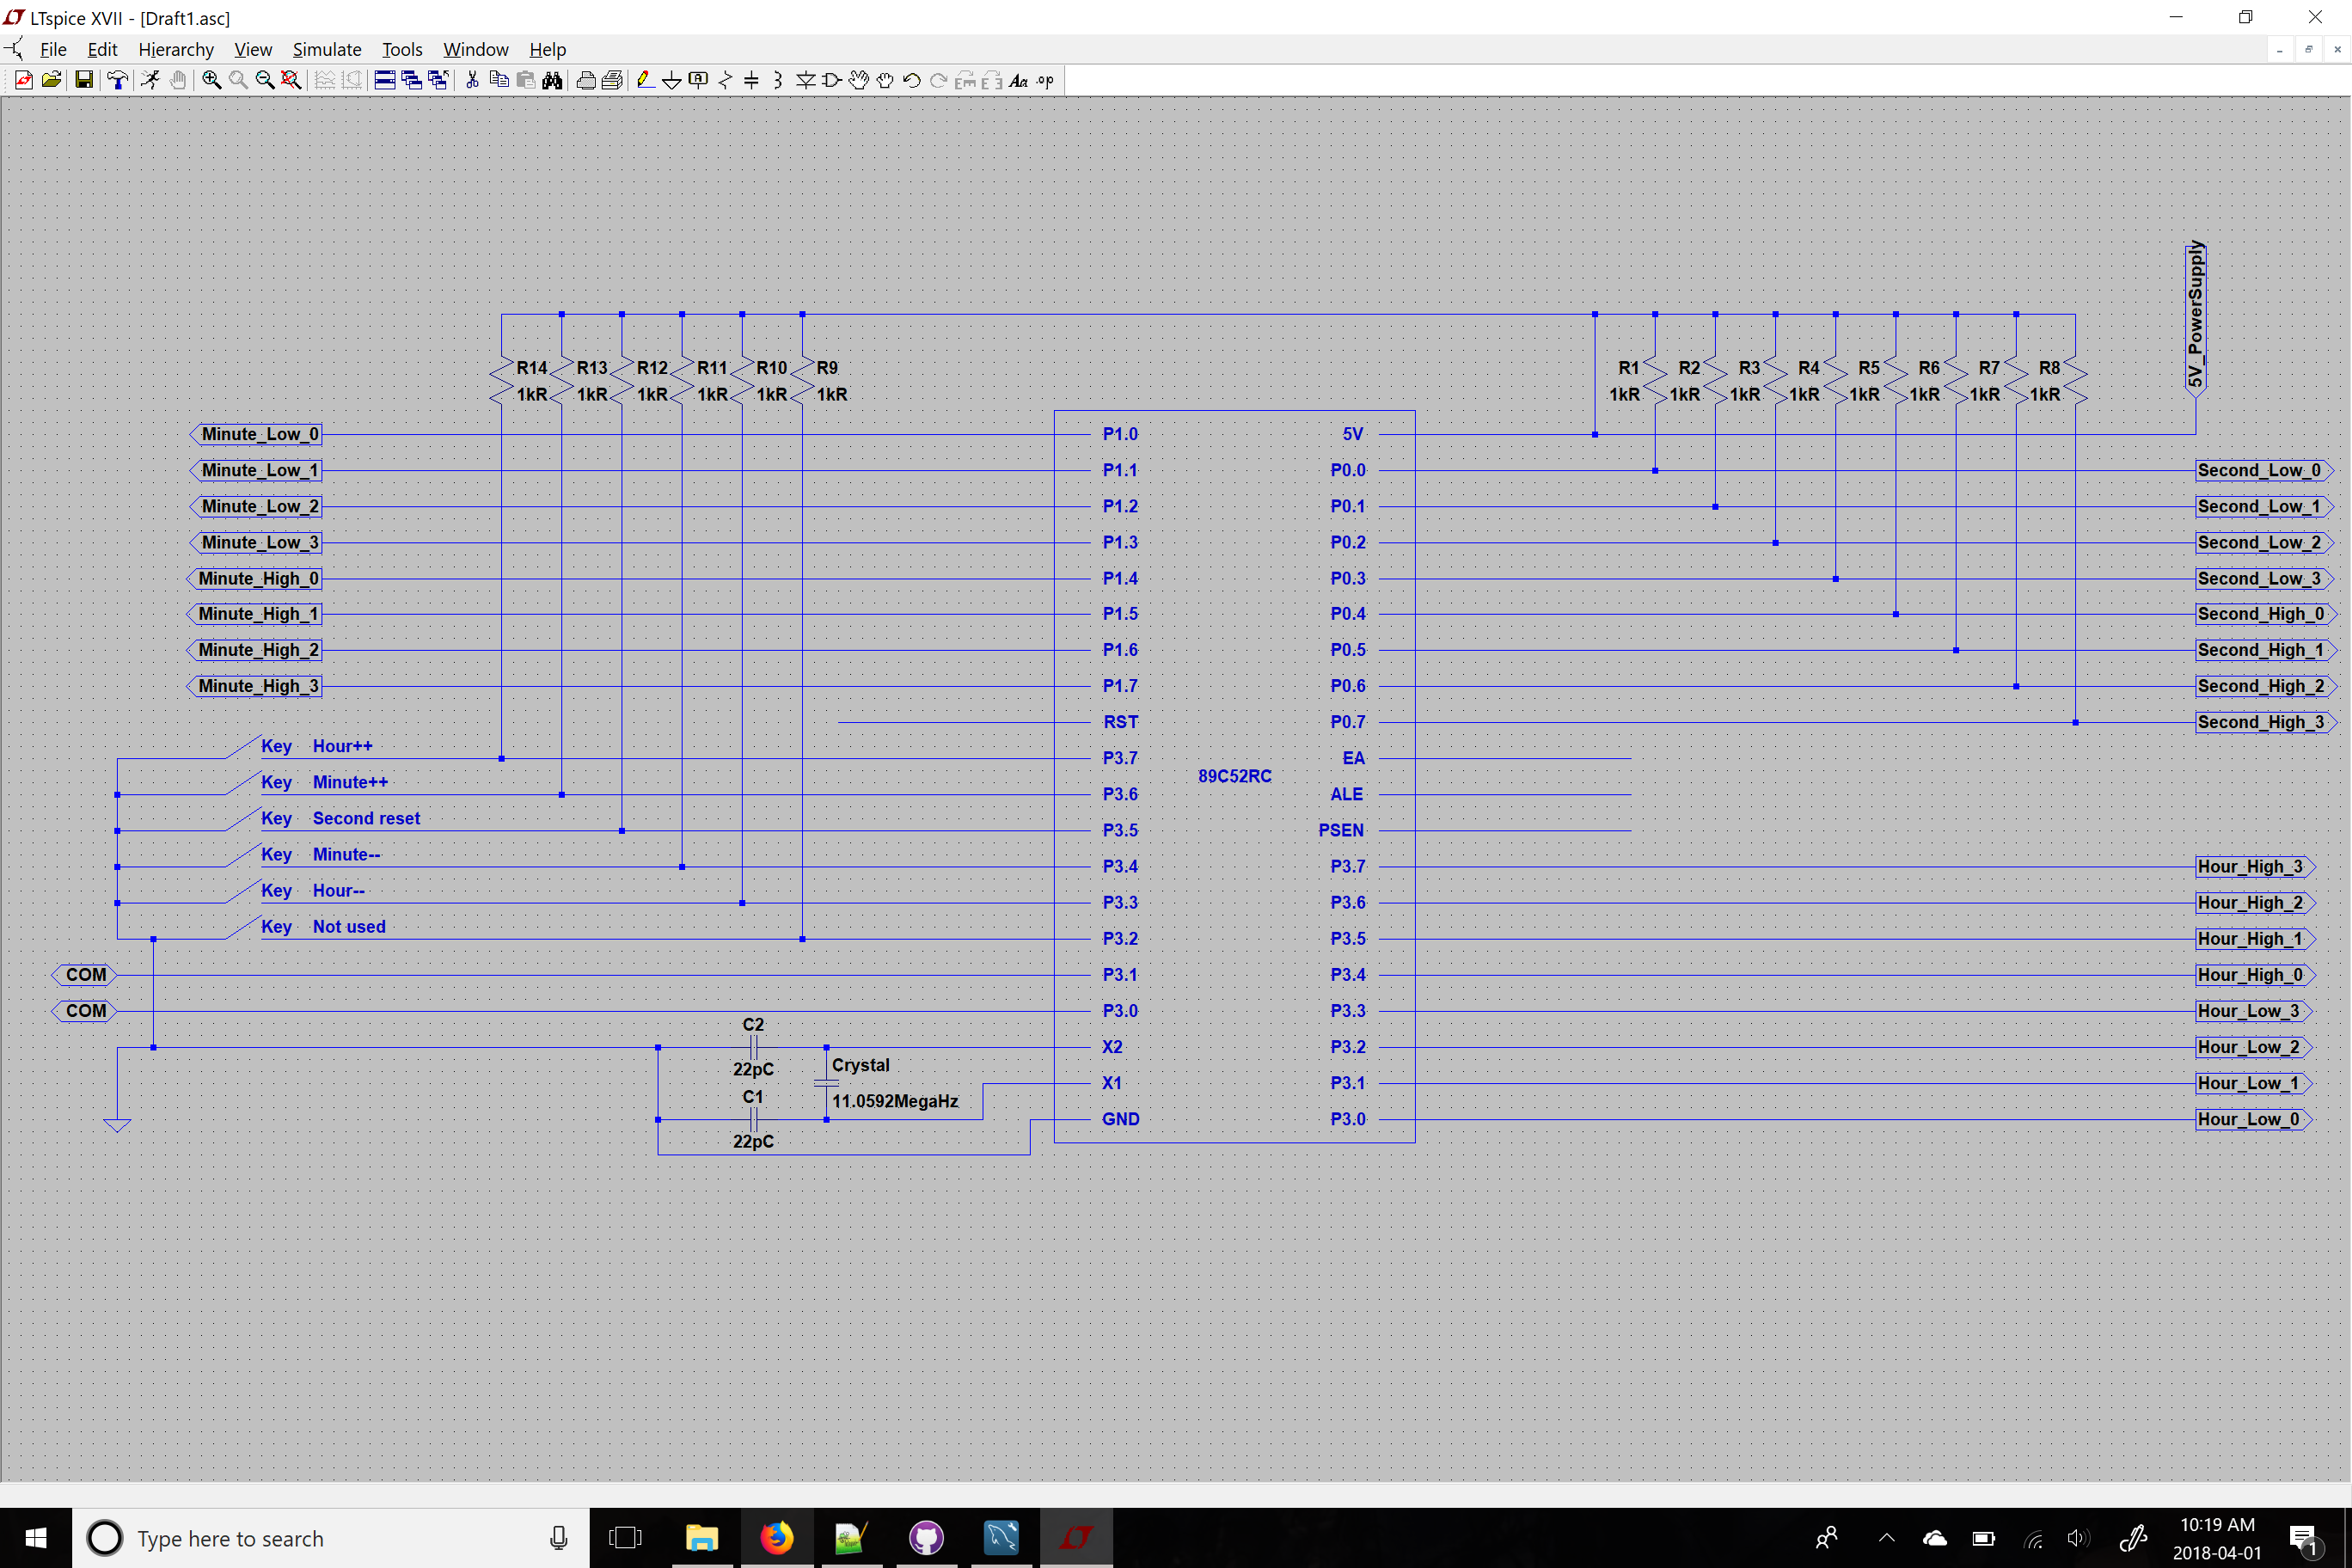 LTspice XVII - [Draft1.asc]
File Edit Hierarchy View Simulate Tools Window Help
5V_PowerSupply
R14 R13 R12 R11 R10 R9 R1 R2 R3 R4 R5 R6 R7 R8
1kR 1kR 1kR 1kR 1kR 1kR 1kR 1kR 1kR 1kR 1kR 1kR 1kR 1kR
Minute_Low_0 P1.0 5V
Minute_Low_1 P1.1 P0.0 Second_Low_0
Minute_Low_2 P1.2 P0.1 Second_Low_1
Minute_Low_3 P1.3 P0.2 Second_Low_2
Minute_High_0 P1.4 P0.3 Second_Low_3
Minute_High_1 P1.5 P0.4 Second_High_0
Minute_High_2 P1.6 P0.5 Second_High_1
Minute_High_3 P1.7 P0.6 Second_High_2
RST P0.7 Second_High_3
Key Hour++
P3.7 EA
89C52RC
Key Minute++
P3.6 ALE
Key Second reset
P3.5 PSEN
Key Minute--
P3.4 P3.7 Hour_High_3
Key Hour--
P3.3 P3.6 Hour_High_2
Key Not used
P3.2 P3.5 Hour_High_1
COM P3.1 P3.4 Hour_High_0
COM P3.0 P3.3 Hour_Low_3
C2
X2 P3.2 Hour_Low_2
22pC Crystal
X1 P3.1 Hour_Low_1
C1 11.0592MegaHz
GND P3.0 Hour_Low_0
22pC
Type here to search
10:19 AM
2018-04-01
1